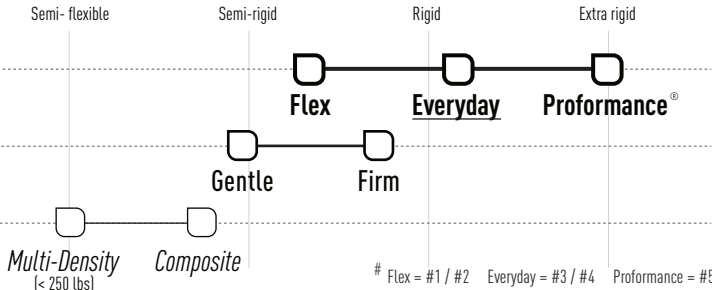 Semi- flexible Semi-rigid Rigid Extra rigid
Flex Everyday Proformance®
Gentle Firm
Multi-Density Composite
(< 250 lbs)
# Flex = #1 / #2 Everyday = #3 / #4 Proformance = #5